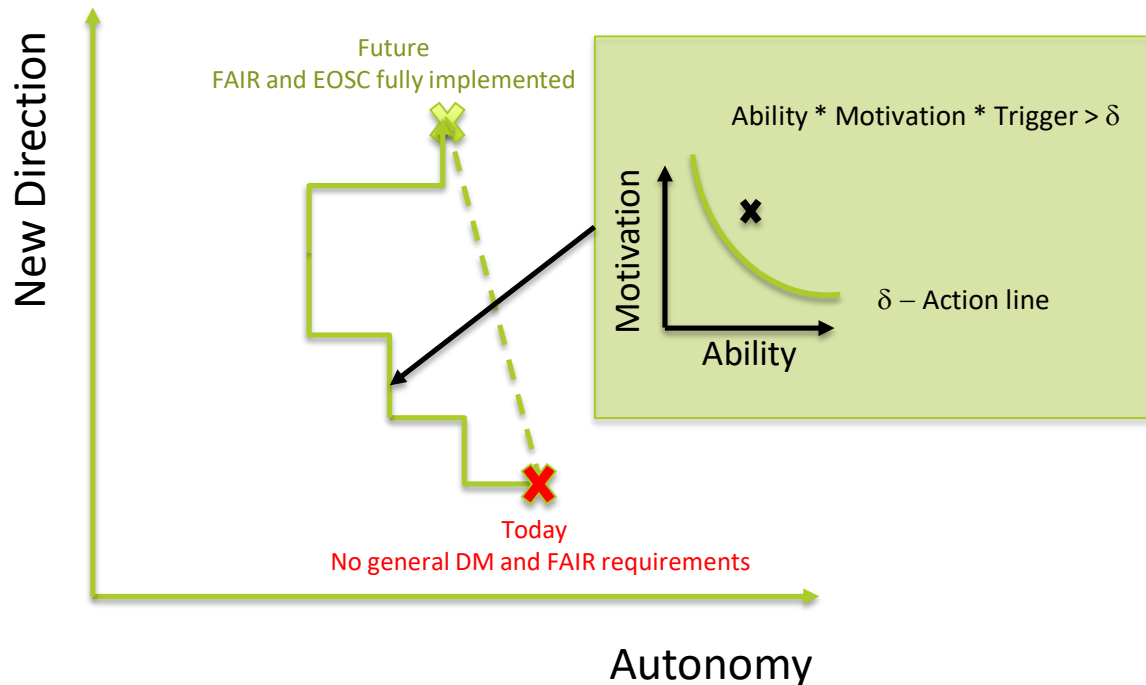 New Direction
Future
FAIR and EOSC fully implemented
Ability * Motivation * Trigger > δ
Motivation
δ – Action line
Ability
Today
No general DM and FAIR requirements
Autonomy